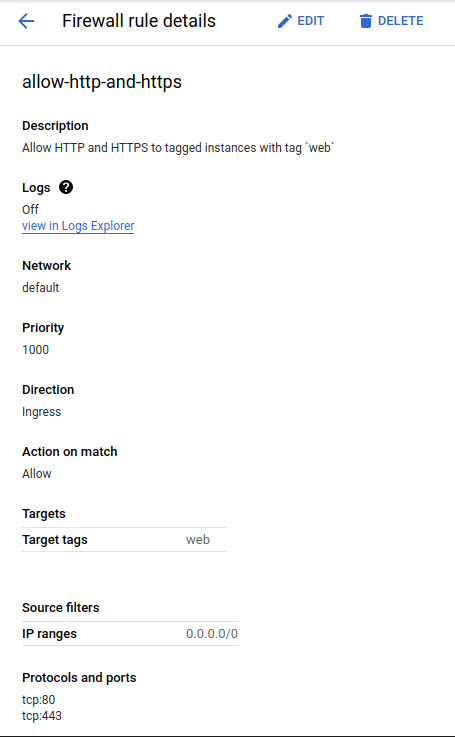 Firewall rule details EDIT DELETE
allow-http-and-https
Description
Allow HTTP and HTTPS to tagged instances with tag `web`
Logs ?
Off
view in Logs Explorer
Network
default
Priority
1000
Direction
Ingress
Action on match
Allow
Targets
Target tags web
Source filters
IP ranges 0.0.0.0/0
Protocols and ports
tcp:80
tcp:443